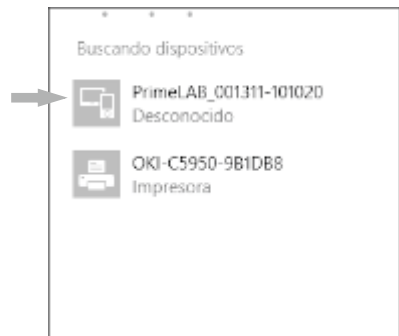 Buscando dispositivos
PrimeLAB_001311-101020
Desconocido
OKI-C5950-9B1DB8
Impresora